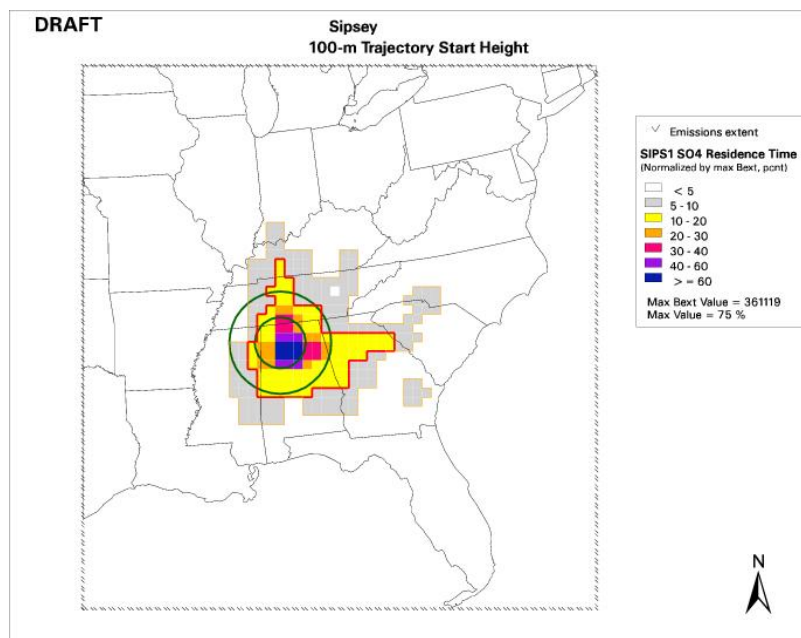 DRAFT
Sipsey
100-m Trajectory Start Height
Emissions extent
SIPS1 SO4 Residence Time
(Normalized by max Bext, pcnt)
< 5
5 - 10
10 - 20
20 - 30
30 - 40
40 - 60
> = 60
Max Bext Value = 361119
Max Value = 75 %
N